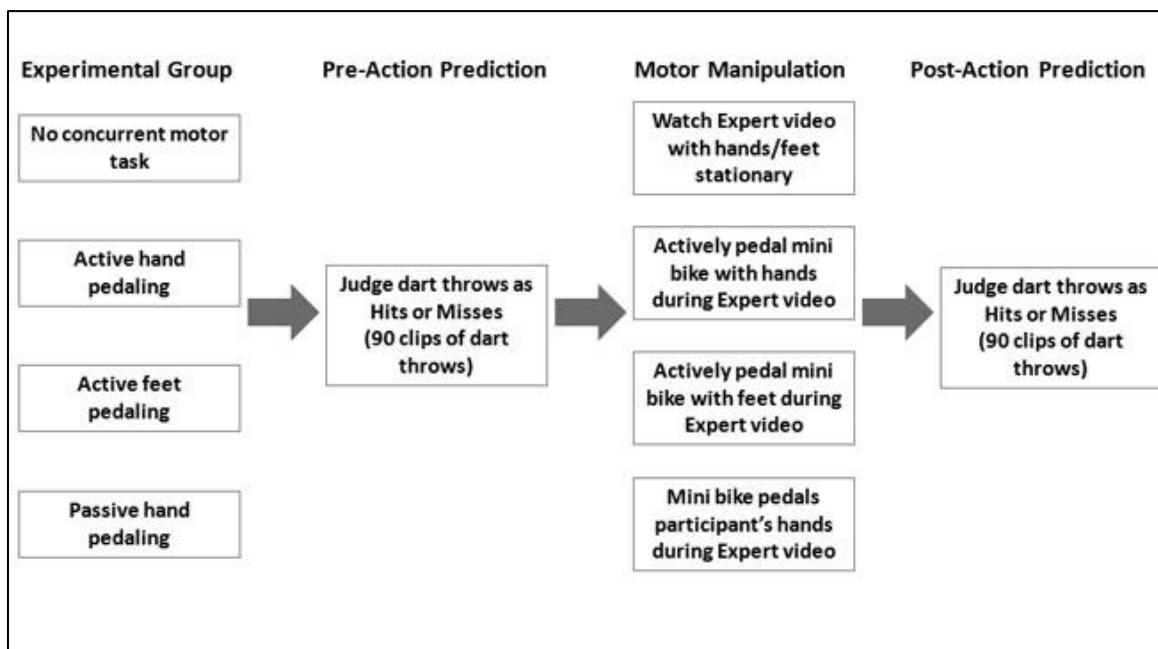 Experimental Group
Pre-Action Prediction
Motor Manipulation
Post-Action Prediction
No concurrent motor
task
Active hand
pedaling
Active feet
pedaling
Passive hand
pedaling
Judge dart throws as
Hits or Misses
(90 clips of dart
throws)
Watch Expert video
with hands/feet
stationary
Actively pedal mini
bike with hands
during Expert video
Actively pedal mini
bike with feet during
Expert video
Mini bike pedals
participant's hands
during Expert video
Judge dart throws as
Hits or Misses
(90 clips of dart
throws)